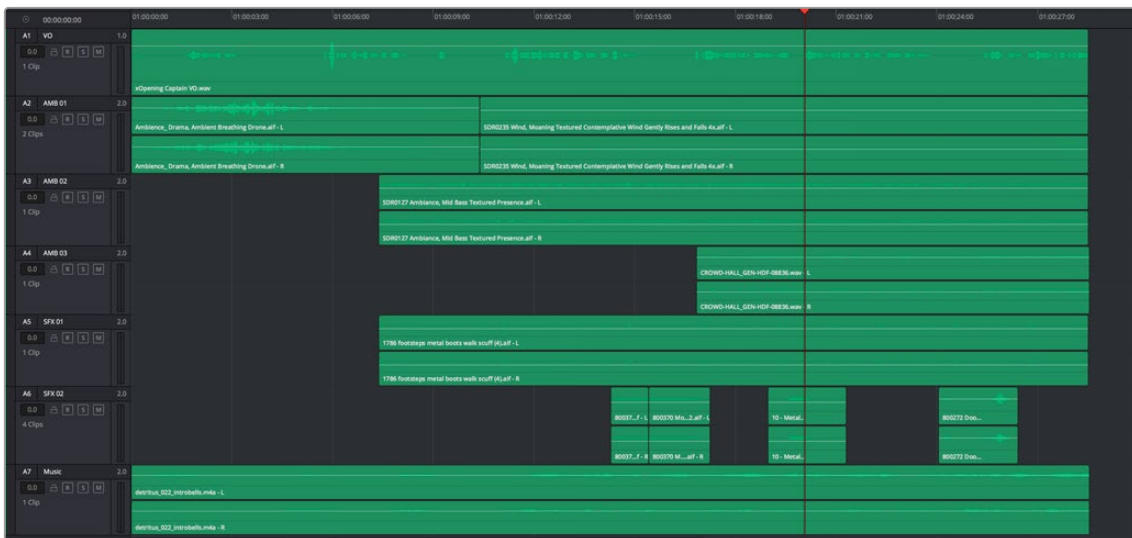 00:00:00:00 01:00:00:00 01:00:03:00 01:00:06:00 01:00:09:00 01:00:12:00 01:00:15:00 01:00:18:00 01:00:21:00 01:00:24:00 01:00:27:00
A1 VO 1.0
0.0 R S M
1 Clip
xOpening Captain VO.wav
A2 AMB 01 2.0
0.0 R S M
2 Clips
Ambience_ Drama, Ambient Breathing Drone.aif - L
SDR0235 Wind, Moaning Textured Contemplative Wind Gently Rises and Falls 4x.aif - L
Ambience_ Drama, Ambient Breathing Drone.aif - R
SDR0235 Wind, Moaning Textured Contemplative Wind Gently Rises and Falls 4x.aif - R
A3 AMB 02 2.0
0.0 R S M
1 Clip
SDR0127 Ambiance, Mid Bass Textured Presence.aif - L
SDR0127 Ambiance, Mid Bass Textured Presence.aif - R
A4 AMB 03 2.0
0.0 R S M
1 Clip
CROWD-HALL_GEN-HDF-08836.wav - L
CROWD-HALL_GEN-HDF-08836.wav - R
A5 SFX 01 2.0
0.0 R S M
1 Clip
1786 footsteps metal boots walk scuff (4).aif - L
1786 footsteps metal boots walk scuff (4).aif - R
A6 SFX 02 2.0
0.0 R S M
4 Clips
80037...f - L 800370 Mo...2.aif - L 10 - Metal... 800272 Doo...
80037...f - R 800370 M....aif - R 10 - Metal... 800272 Doo...
A7 Music 2.0
0.0 R S M
1 Clip
detritus_022_introbells.m4a - L
detritus_022_introbells.m4a - R